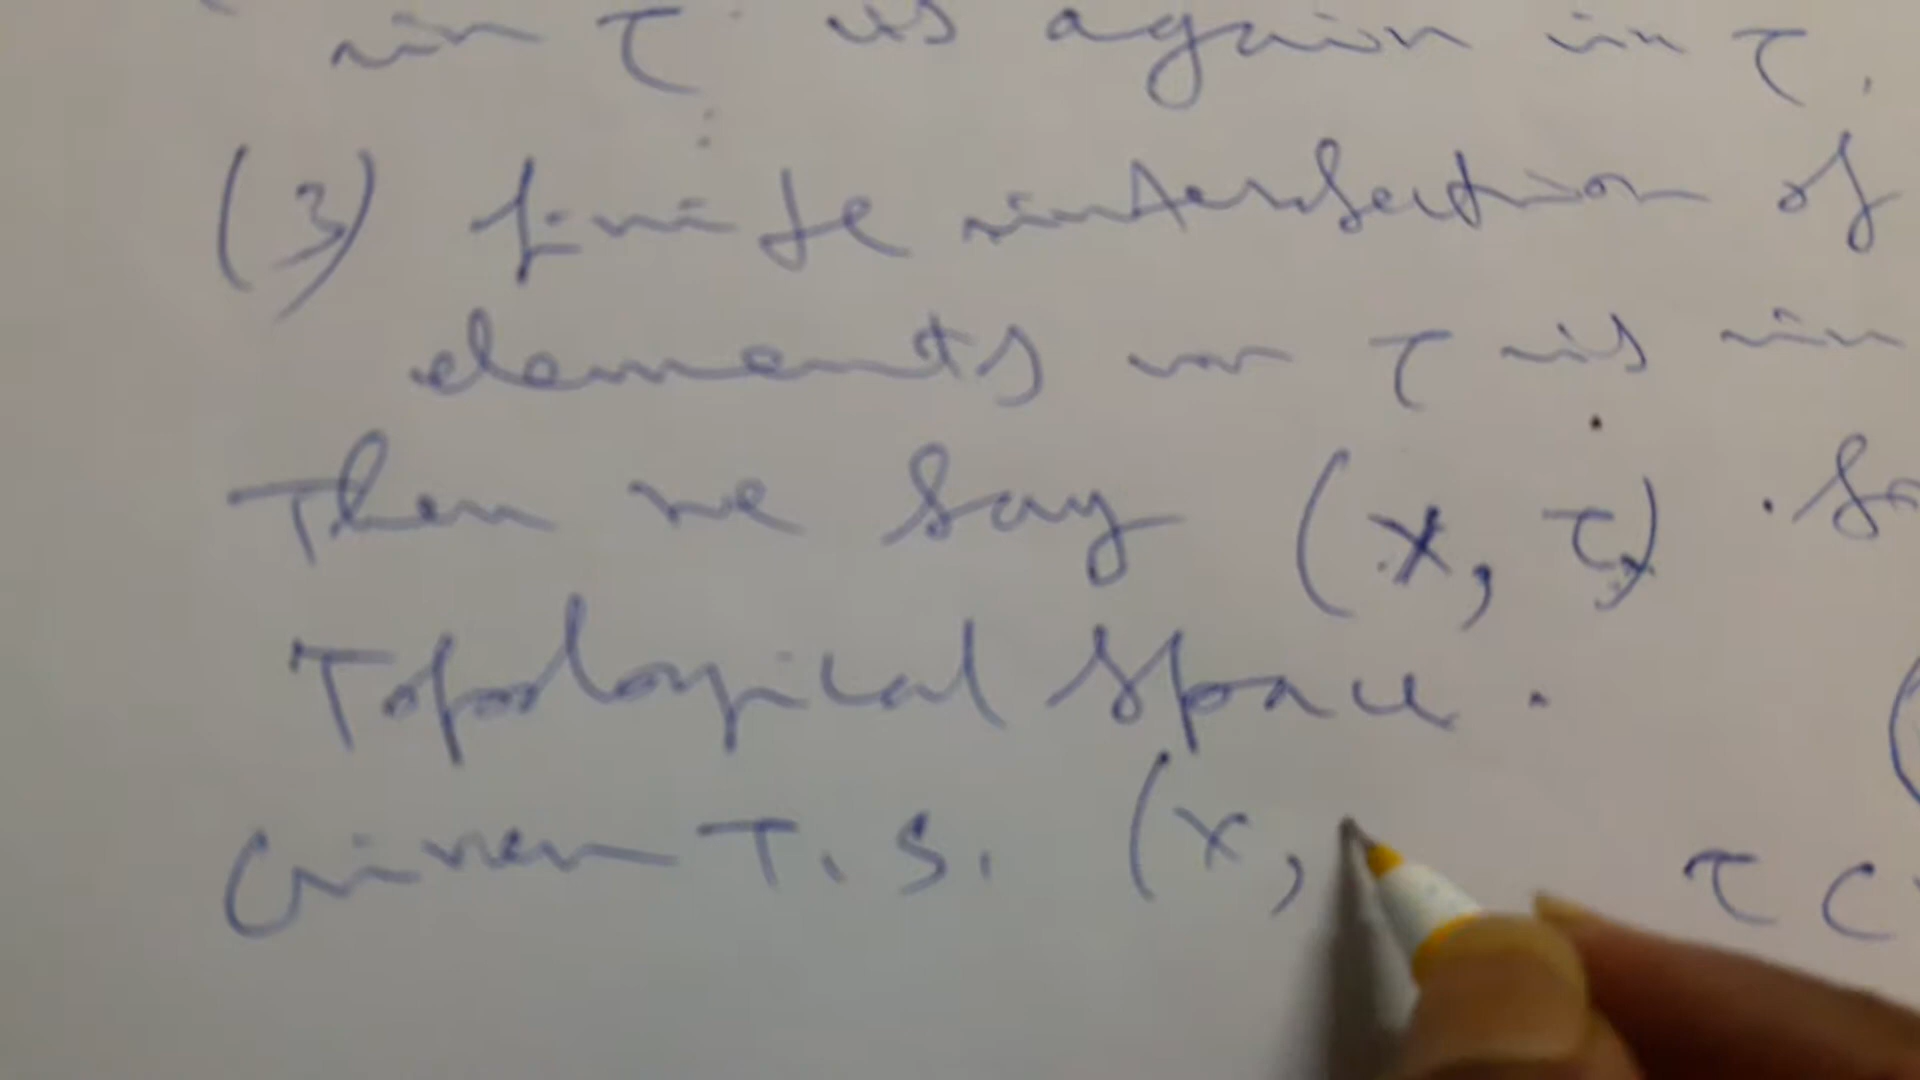 in τ is again in τ.
(3) finite intersection of
elements in τ is in
Then we say (X, τ)
Topological space.
Given T. S. (X,
τ (